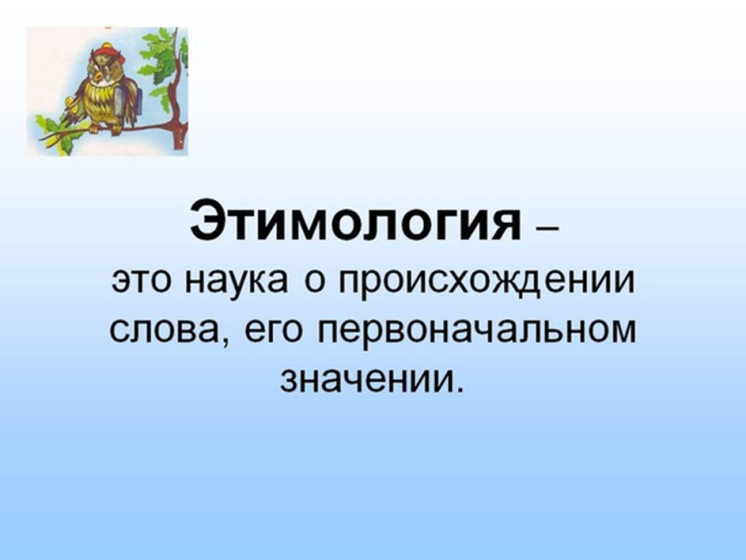 Этимология –
это наука о происхождении
слова, его первоначальном
значении.